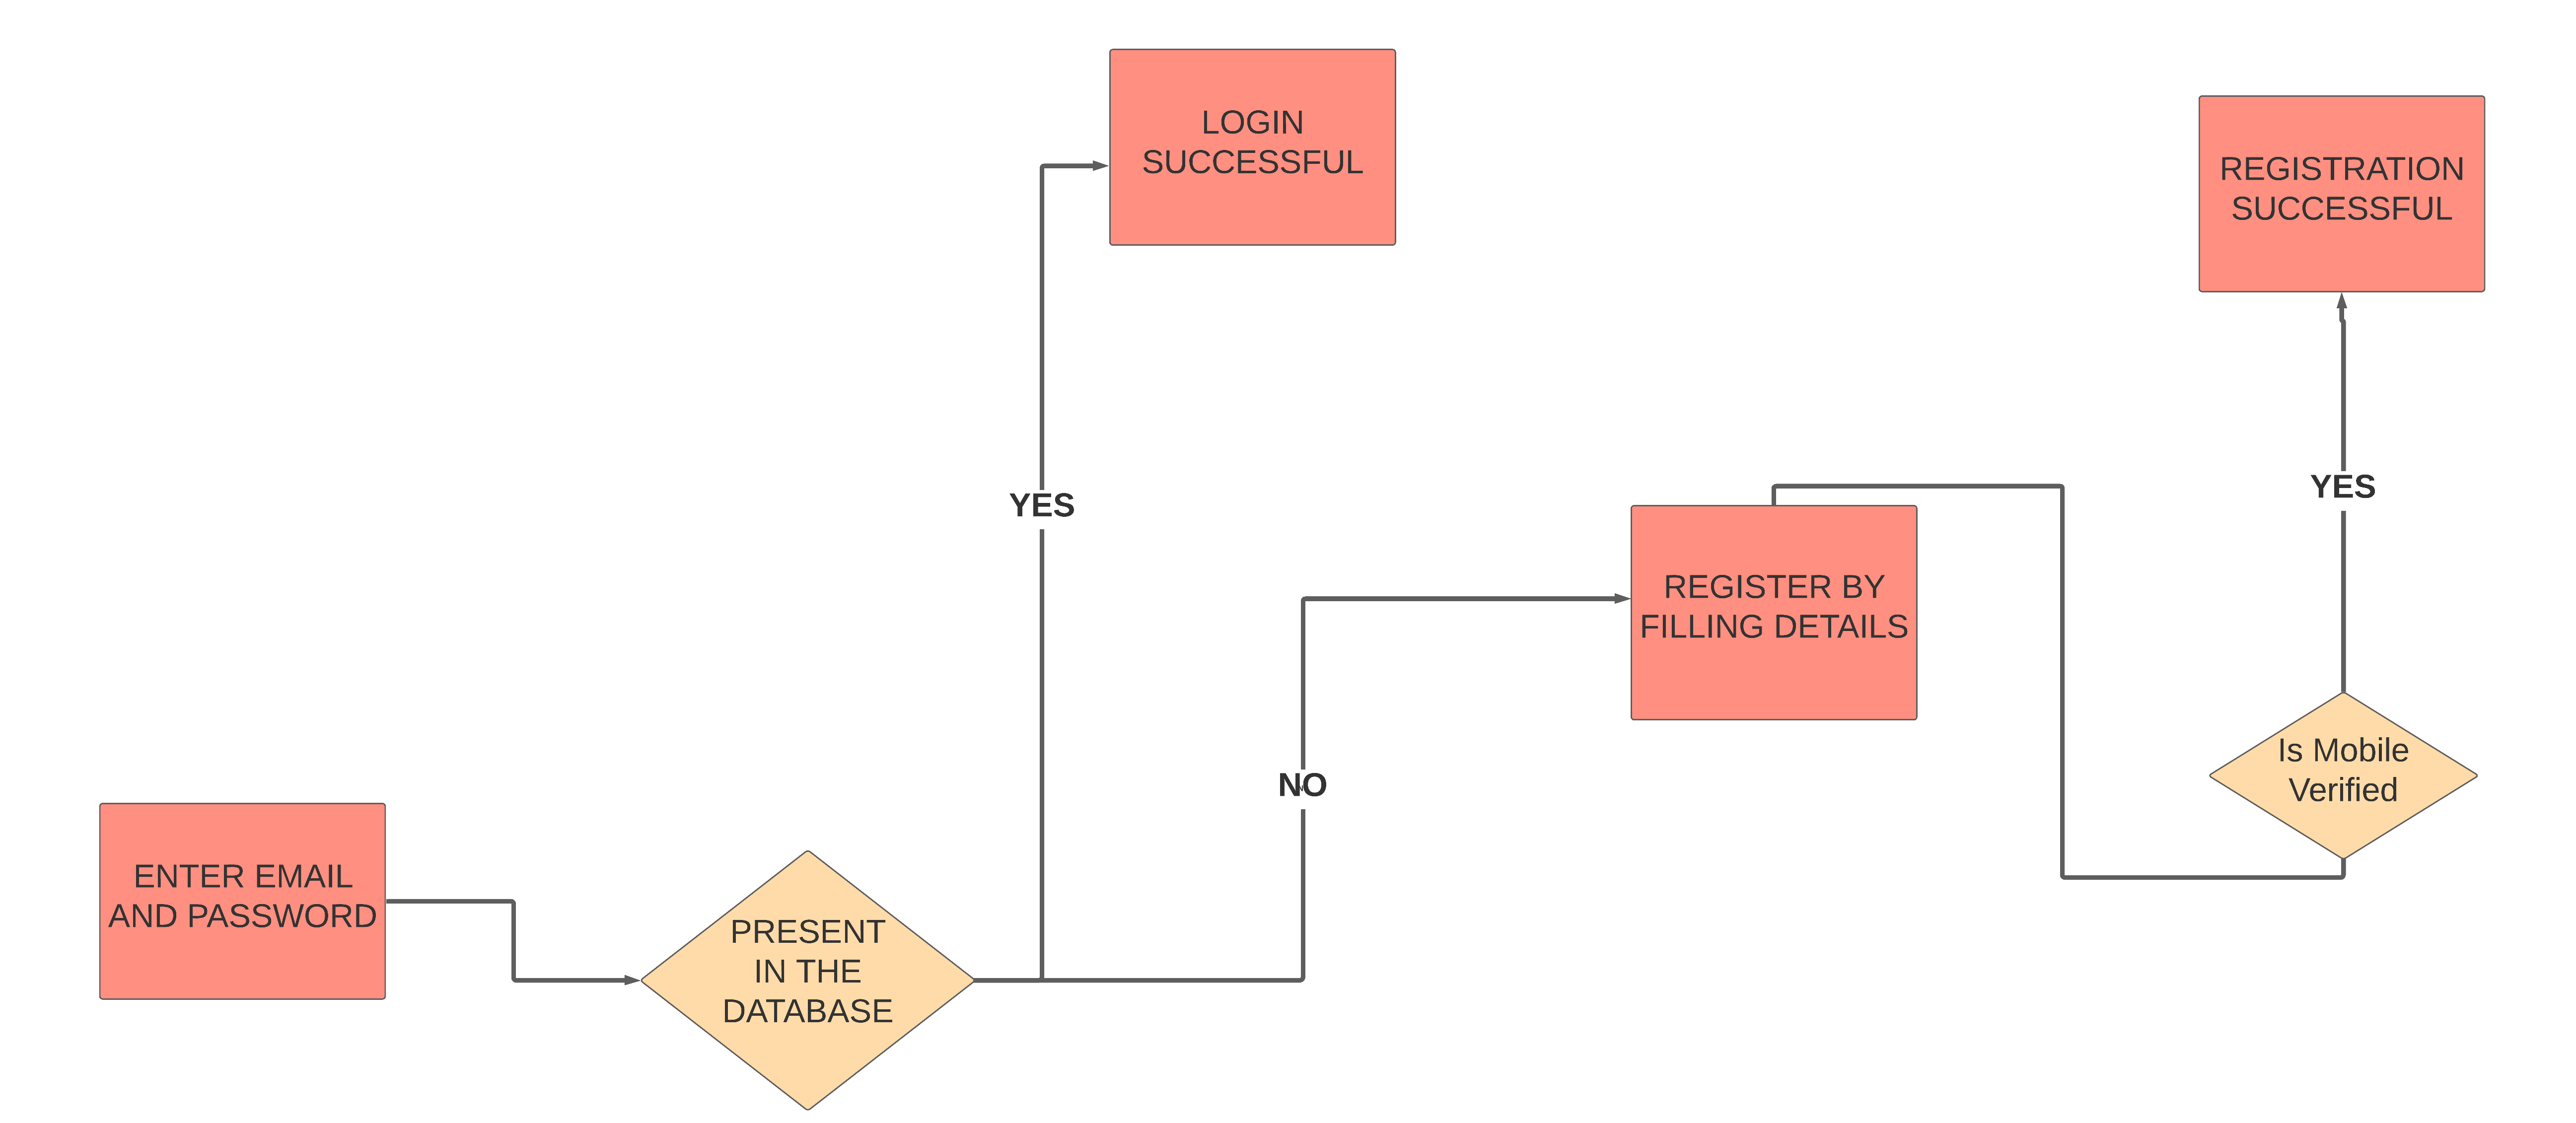 LOGIN
SUCCESSFUL
REGISTRATION
SUCCESSFUL
YES
YES
REGISTER BY
FILLING DETAILS
NO
Is Mobile
Verified
ENTER EMAIL
AND PASSWORD
PRESENT
IN THE
DATABASE